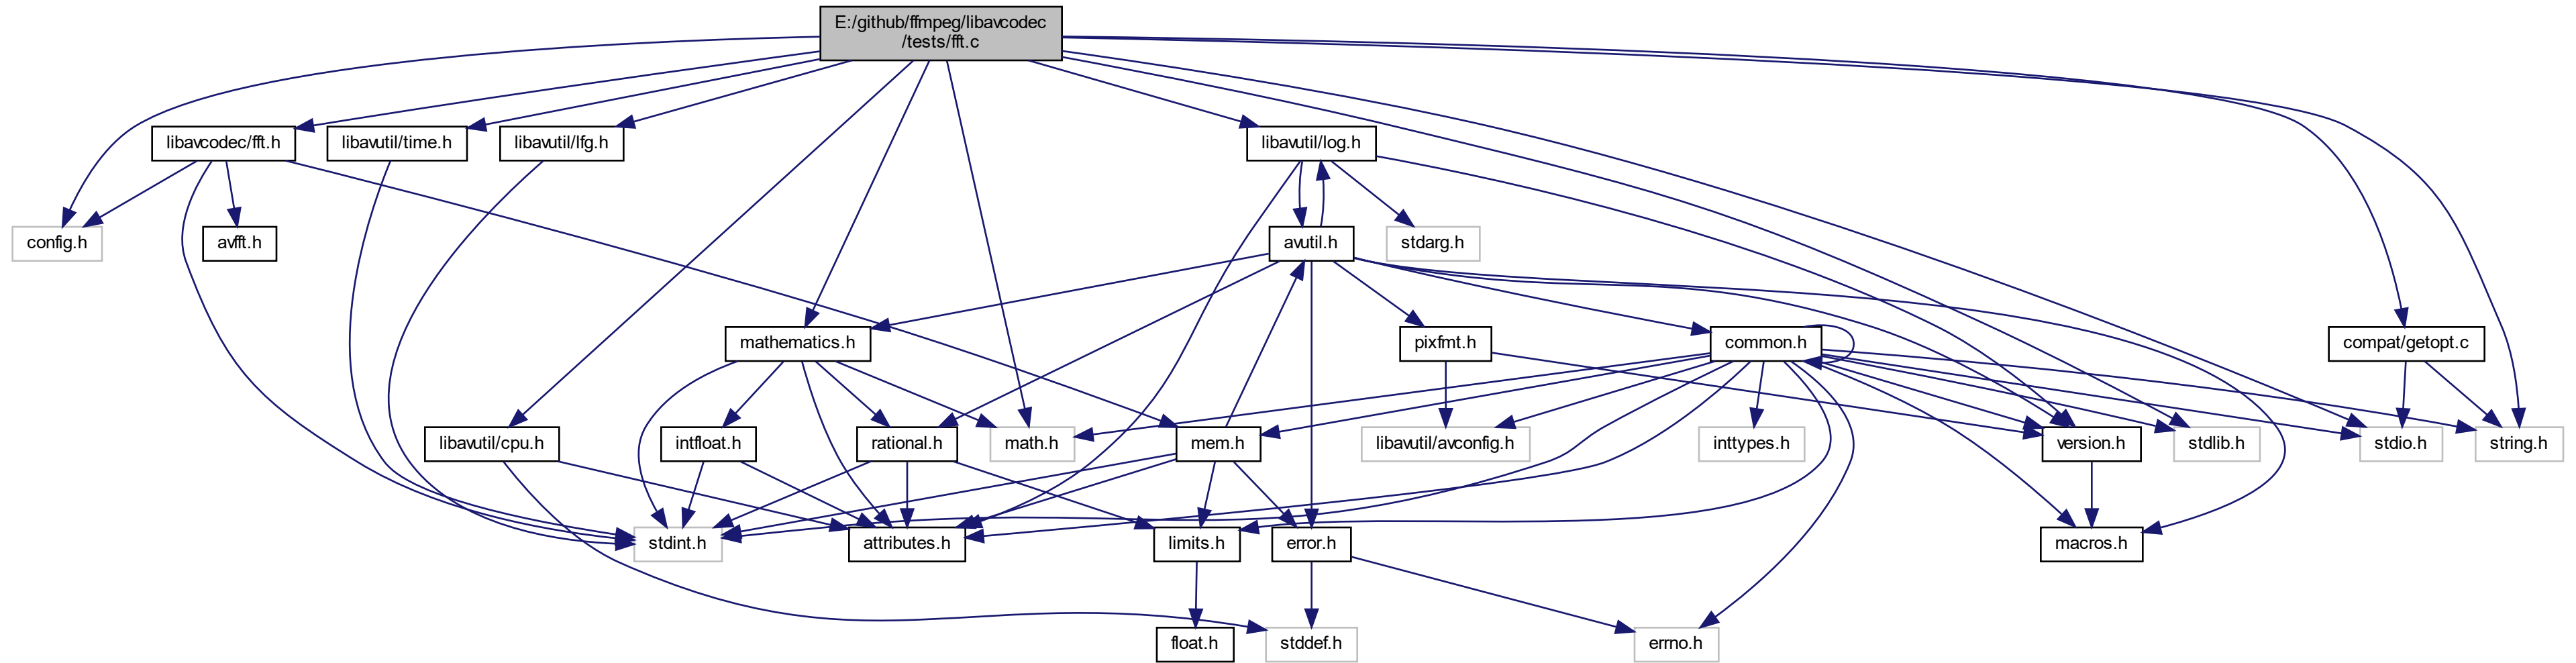 E:/github/ffmpeg/libavcodec
/tests/fft.c
libavcodec/fft.h
libavutil/time.h
libavutil/lfg.h
libavutil/log.h
config.h
avfft.h
avutil.h
stdarg.h
mathematics.h
pixfmt.h
common.h
compat/getopt.c
libavutil/cpu.h
intfloat.h
rational.h
math.h
mem.h
libavutil/avconfig.h
inttypes.h
version.h
stdlib.h
stdio.h
string.h
stdint.h
attributes.h
limits.h
error.h
macros.h
float.h
stddef.h
errno.h